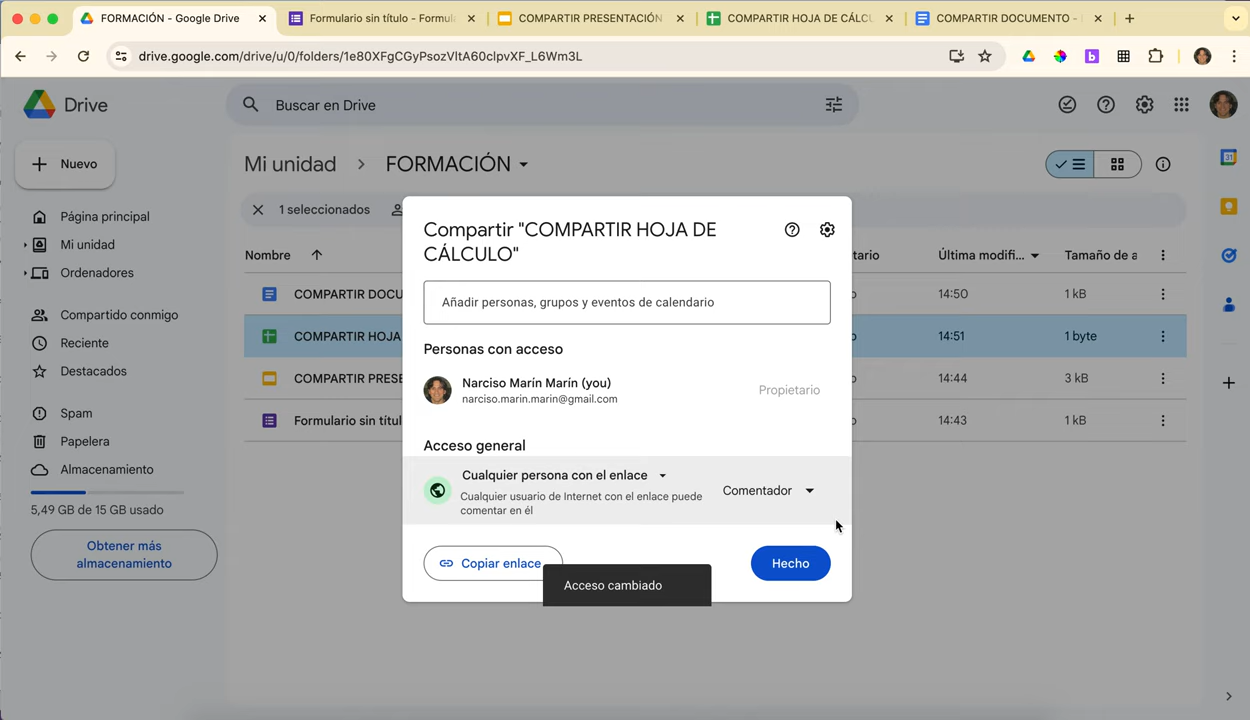 FORMACIÓN - Google Drive
Formulario sin título - Formula
COMPARTIR PRESENTACIÓN
COMPARTIR HOJA DE CÁLCU
COMPARTIR DOCUMENTO -
drive.google.com/drive/u/0/folders/1e80XFgCGyPsozVItA60cIpvXF_L6Wm3L
Drive
Buscar en Drive
Nuevo
Mi unidad > FORMACIÓN
1 seleccionados
Página principal
Mi unidad
Ordenadores
Compartido conmigo
Reciente
Destacados
Spam
Papelera
Almacenamiento
5,49 GB de 15 GB usado
Obtener más
almacenamiento
Nombre
tario
Última modifi...
Tamaño de a
COMPARTIR DOCU
14:50
1 kB
COMPARTIR HOJA
14:51
1 byte
COMPARTIR PRESE
14:44
3 kB
Formulario sin títul
14:43
1 kB
Compartir "COMPARTIR HOJA DE
CÁLCULO"
Añadir personas, grupos y eventos de calendario
Personas con acceso
Narciso Marín Marín (you)
narciso.marin.marin@gmail.com
Propietario
Acceso general
Cualquier persona con el enlace
Cualquier usuario de Internet con el enlace puede
comentar en él
Comentador
Copiar enlace
Hecho
Acceso cambiado
31